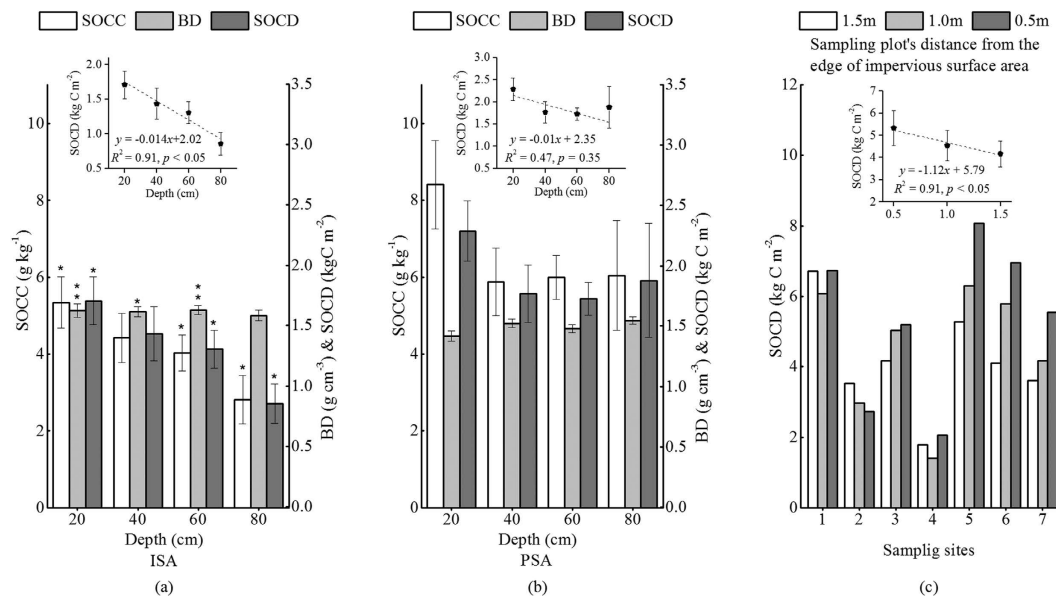 SOCC BD SOCD
SOCD (kg C m-2)
2.0
1.5
1.0
0.5
y = -0.014x+2.02
R2 = 0.91, p < 0.05
20 40 60 80
Depth (cm)
SOCC (g kg-1)
10
8
6
4
2
0
* ** * * * ** * * *
3.5
3.0
2.5
2.0
1.5
1.0
0.5
0.0
BD (g cm-3) & SOCD (kgC m-2)
20 40 60 80
Depth (cm)
ISA
(a)
SOCC BD SOCD
SOCD (kg C m-2)
3.0
2.5
2.0
1.5
1.0
0.5
y = -0.01x + 2.35
R2 = 0.47, p = 0.35
20 40 60 80
Depth (cm)
SOCC (g kg-1)
10
8
6
4
2
0
3.5
3.0
2.5
2.0
1.5
1.0
0.5
0.0
BD (g cm-3) & SOCD (kg C m-2)
20 40 60 80
Depth (cm)
PSA
(b)
1.5m 1.0m 0.5m
Sampling plot's distance from the
edge of impervious surface area
SOCD (kg C m-2)
7
6
5
4
3
2
y = -1.12x + 5.79
R2 = 0.91, p < 0.05
0.5 1.0 1.5
SOCD (kg C m-2)
12
10
8
6
4
2
0
1 2 3 4 5 6 7
Samplig sites
(c)